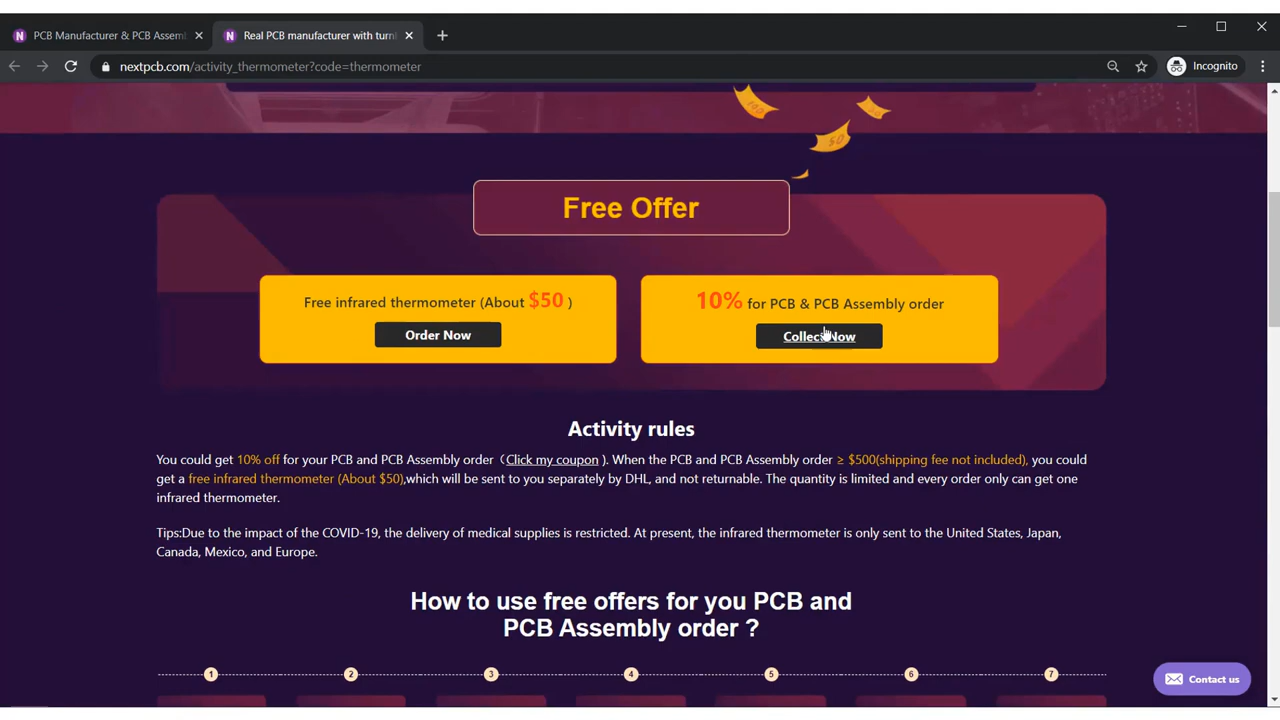 PCB Manufacturer & PCB Assemb
Real PCB manufacturer with turnk
nextpcb.com/activity_thermometer?code=thermometer
Incognito
50
Free Offer
Free infrared thermometer (About $50 )
Order Now
10% for PCB & PCB Assembly order
Collect Now
Activity rules
You could get 10% off for your PCB and PCB Assembly order（Click my coupon ). When the PCB and PCB Assembly order ≥ $500(shipping fee not included), you could
get a free infrared thermometer (About $50),which will be sent to you separately by DHL, and not returnable. The quantity is limited and every order only can get one
infrared thermometer.
Tips:Due to the impact of the COVID-19, the delivery of medical supplies is restricted. At present, the infrared thermometer is only sent to the United States, Japan,
Canada, Mexico, and Europe.
How to use free offers for you PCB and
PCB Assembly order ?
1 2 3 4 5 6 7
Contact us